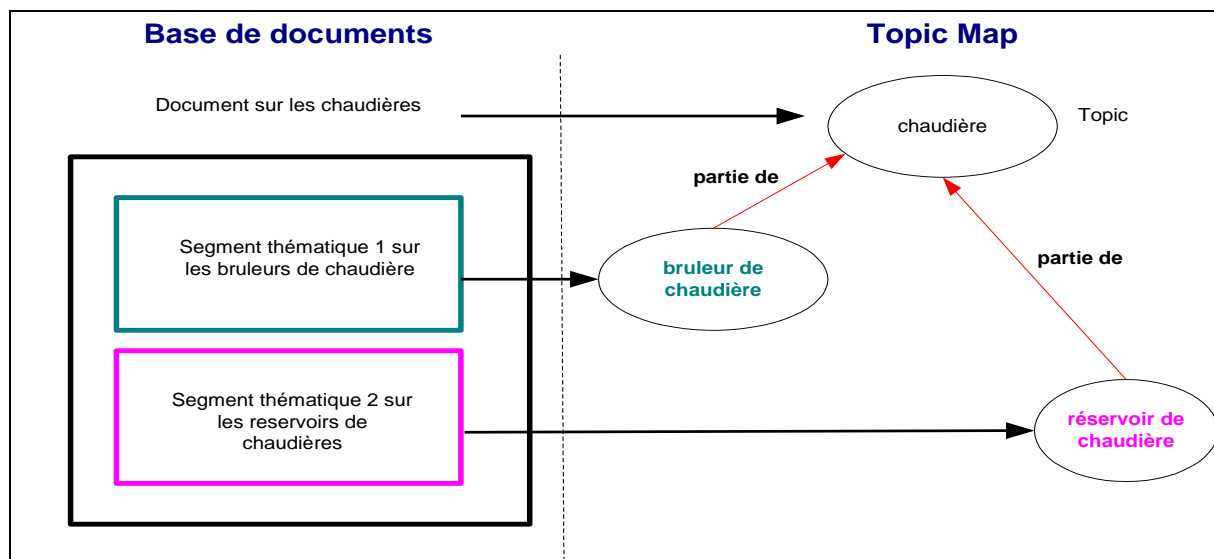 Base de documents
Topic Map
Document sur les chaudières
chaudière
Topic
partie de
Segment thématique 1 sur
les bruleurs de chaudière
bruleur de
chaudière
partie de
Segment thématique 2 sur
les reservoirs de
chaudières
réservoir de
chaudière